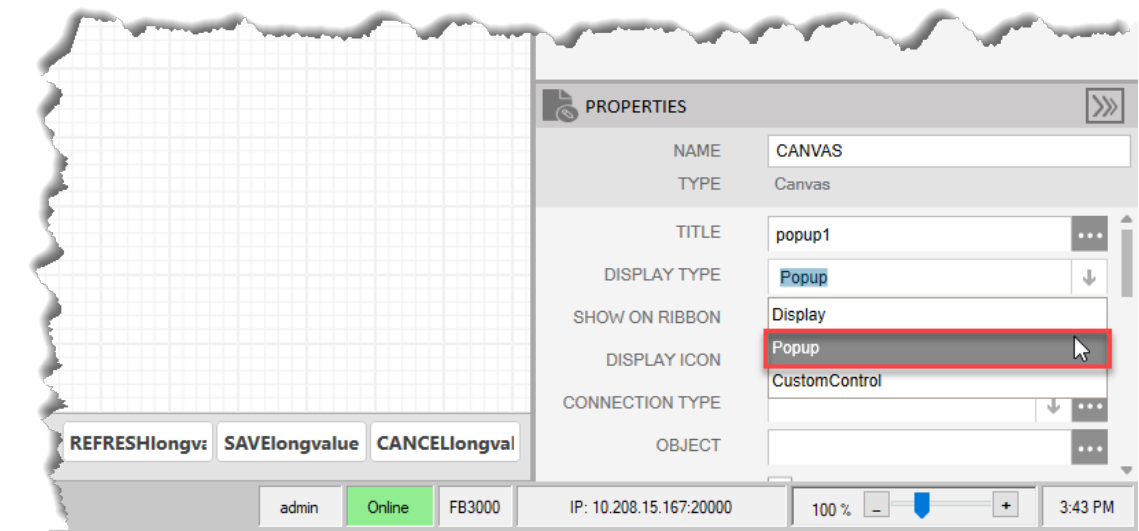 PROPERTIES
NAME CANVAS
TYPE Canvas
TITLE popup1
DISPLAY TYPE Popup
SHOW ON RIBBON Display
DISPLAY ICON Popup
CustomControl
CONNECTION TYPE
OBJECT
REFRESHlongva SAVElongvalue CANCELlongval
admin Online FB3000 IP: 10.208.15.167:20000 100 % - + 3:43 PM